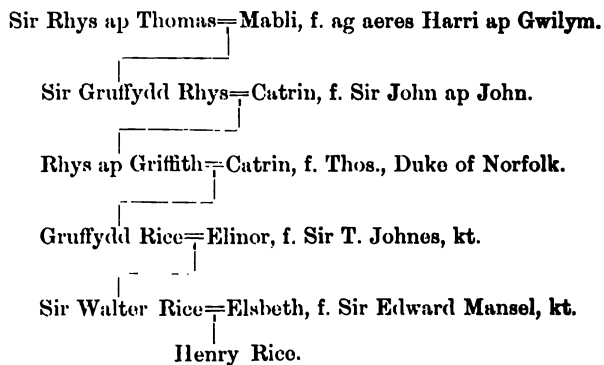 Sir Rhys ap Thomas=Mabli, f. ag aeres Harri ap Gwilym.
Sir Gruffydd Rhys=Catrin, f. Sir John ap John.
Rhys ap Griffith=Catrin, f. Thos., Duke of Norfolk.
Gruffydd Rice=Elinor, f. Sir T. Johnes, kt.
Sir Walter Rice=Elsbeth, f. Sir Edward Mansel, kt.
Henry Rice.